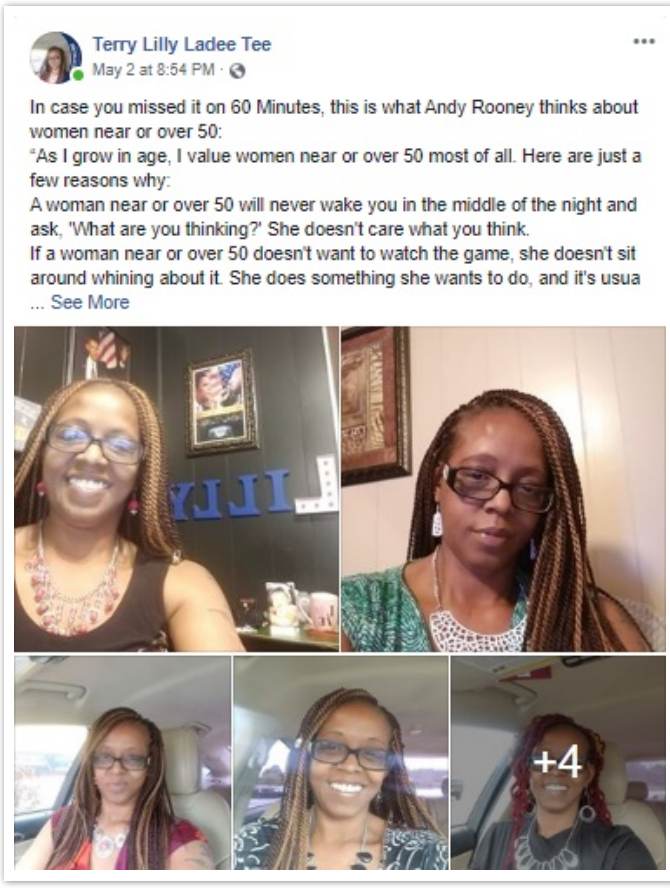 Terry Lilly Ladee Tee
May 2 at 8:54 PM ·
In case you missed it on 60 Minutes, this is what Andy Rooney thinks about
women near or over 50:
“As I grow in age, I value women near or over 50 most of all. Here are just a
few reasons why:
A woman near or over 50 will never wake you in the middle of the night and
ask, 'What are you thinking?' She doesn't care what you think.
If a woman near or over 50 doesn't want to watch the game, she doesn't sit
around whining about it. She does something she wants to do, and it's usua
... See More
LILLY
+4